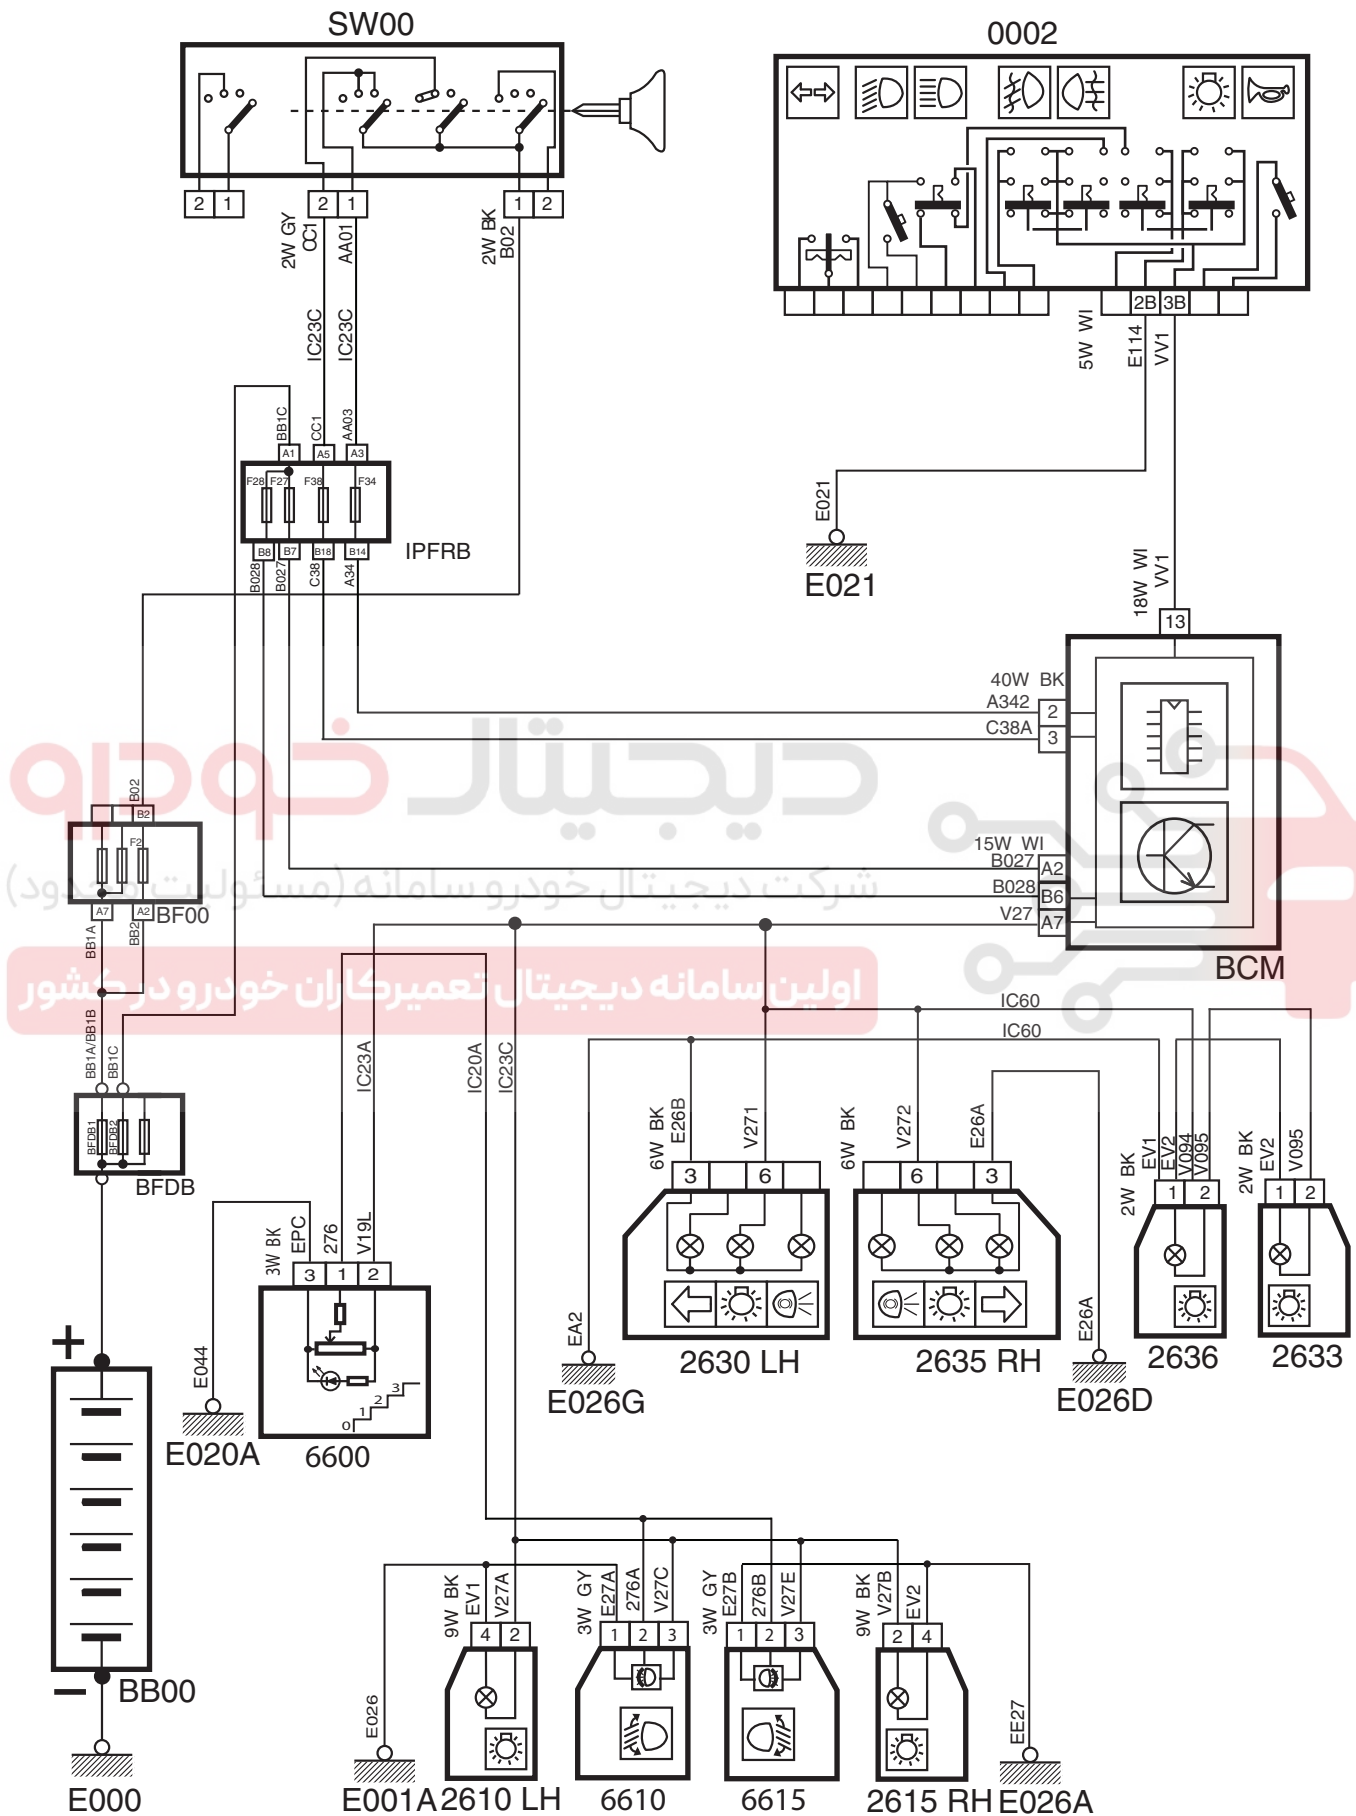 SW00
0002
2 1
2 1
1 2
2W GY
CC1
AA01
2W BK
B02
IC23C
IC23C
2B 3B
5W WI
E114
VV1
BB1C
CC1
AA03
A1 A5 A3
F28 F27 F38 F34
B8 B7 B18 B14
IPFRB
B028
B027
C38
A34
E021
E021
18W WI
VV1
13
40W BK
A342
2
C38A
3
دیجیتال خودرو
شرکت دیجیتال خودرو سامانه (مسئولیت محدود)
اولین سامانه دیجیتال تعمیرکاران خودرو در کشور
B02
B2
F2
A7 A2
BF00
BB1A
BB2
15W WI
B027
A2
B028
B6
V27
A7
BCM
BB1A/BB1B
BB1C
BFDB1
BFDB2
BFDB
IC23A
IC20A
IC23C
IC60
IC60
6W BK
E26B
V271
6W BK
V272
E26A
2W BK
EV1
EV2
V094
V095
2W BK
EV2
V095
3 6
6 3
1 2
1 2
3W BK
EPC
276
V19L
3 1 2
E044
E020A
0 1 2 3
6600
EA2
E026G
2630 LH
2635 RH
E26A
E026D
2636
2633
+
−
BB00
E000
9W BK
EV1
V27A
3W GY
E27A
276A
V27C
3W GY
E27B
276B
V27E
9W BK
V27B
EV2
4 2
1 2 3
1 2 3
2 4
E026
E001A
2610 LH
6610
6615
2615 RH
EE27
E026A